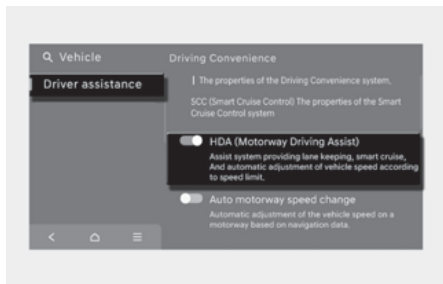 Vehicle
Driving Convenience
Driver assistance
The properties of the Driving Convenience system.
SCC (Smart Cruise Control) The properties of the Smart
Cruise Control system
HDA (Motorway Driving Assist)
Assist system providing lane keeping, smart cruise,
And automatic adjustment of vehicle speed according
to speed limit.
Auto motorway speed change
Automatic adjustment of the vehicle speed on a
motorway based on navigation data.